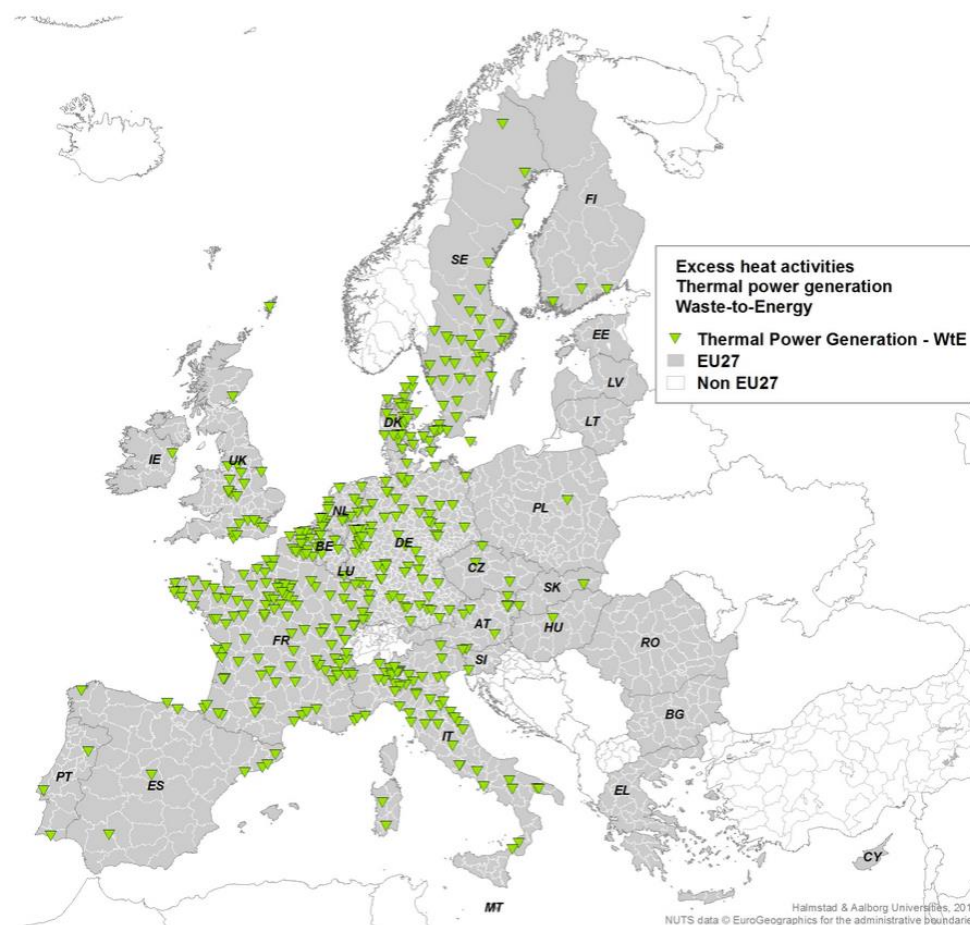 FI
SE
Excess heat activities
Thermal power generation
Waste-to-Energy
Thermal Power Generation - WtE
EU27
Non EU27
EE
LV
LT
DK
IE
UK
NL
PL
BE
DE
LU
CZ
SK
FR
AT
HU
SI
RO
BG
IT
PT
ES
EL
CY
MT
Halmstad & Aalborg Universities, 201
NUTS data © EuroGeographics for the administrative boundarie